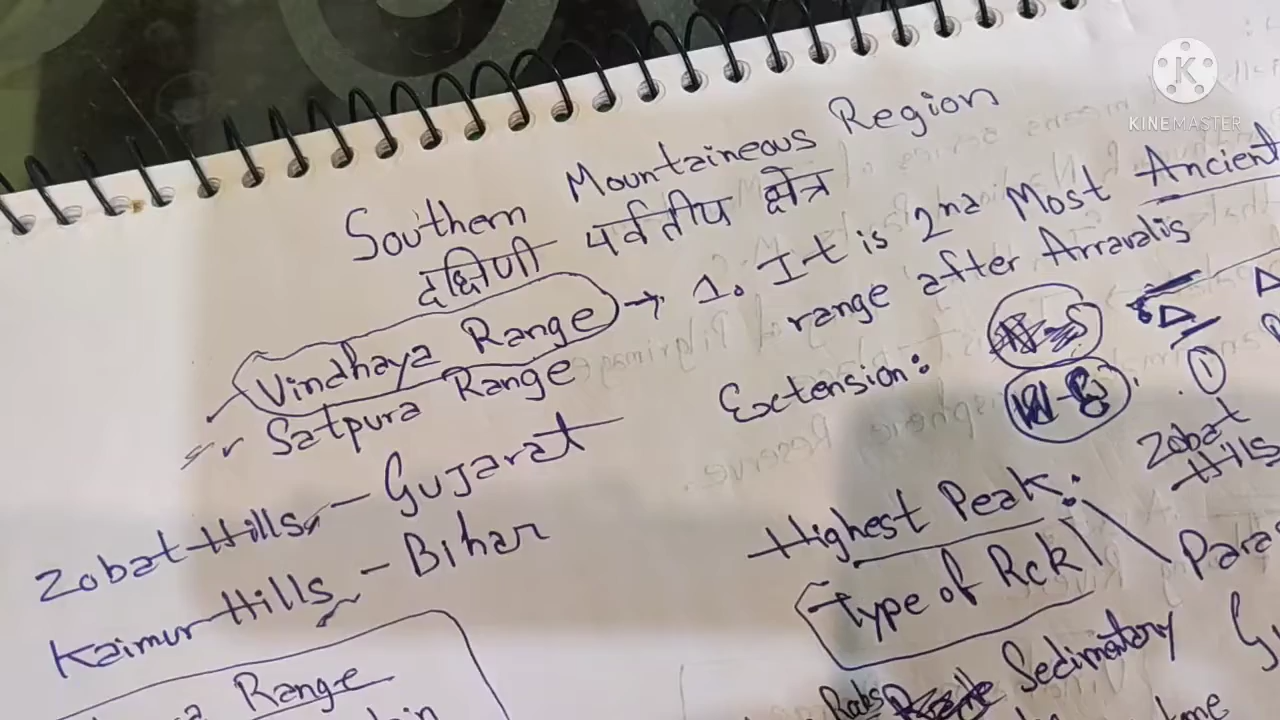 Southern Mountaineous Region
दक्षिणी पर्वतीय क्षेत्र
Vindhaya Range → 1. It is 2nd Most Ancient
range after Arravalis
Satpura Range
Extension:
W-E
①
Zobat Hills - Gujarat
Kaimur Hills - Bihar
Zobat
Hills
Highest Peak:
Type of Rck
Range
Sedimentary
KINEMASTER